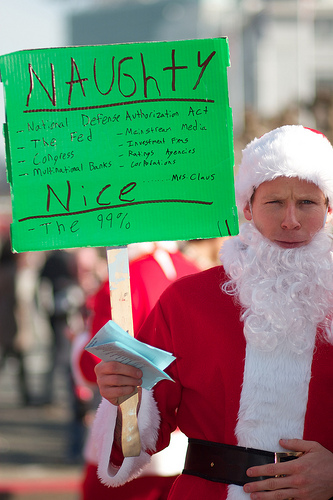 NAUGhTY
- National Defense Authorization Act
- The Fed
- Congress
- Multinational Banks
- Mainstream Media
- Investment Firms
- Ratings Agencies
- Corporations
Mrs. Claus
Nice
- The 99%